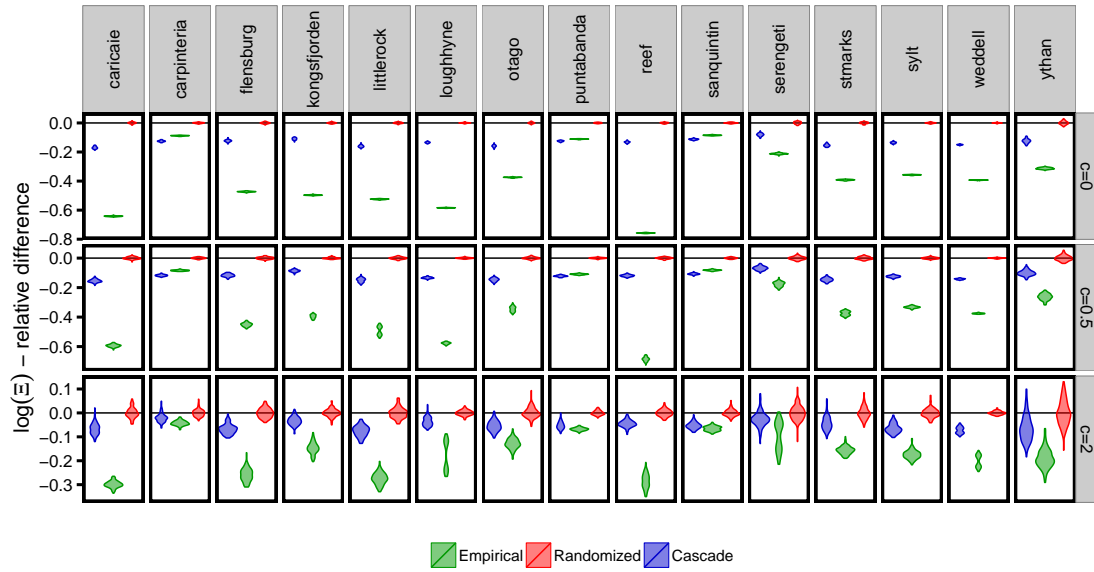 caricaie
carpinteria
flensburg
kongsfjorden
littlerock
loughhyne
otago
puntabanda
reef
sanquintin
serengeti
stmarks
sylt
weddell
ythan
log(Ξ) − relative difference
0.0
−0.2
−0.4
−0.6
−0.8
c=0
0.0
−0.2
−0.4
−0.6
c=0.5
0.1
0.0
−0.1
−0.2
−0.3
c=2
Empirical Randomized Cascade